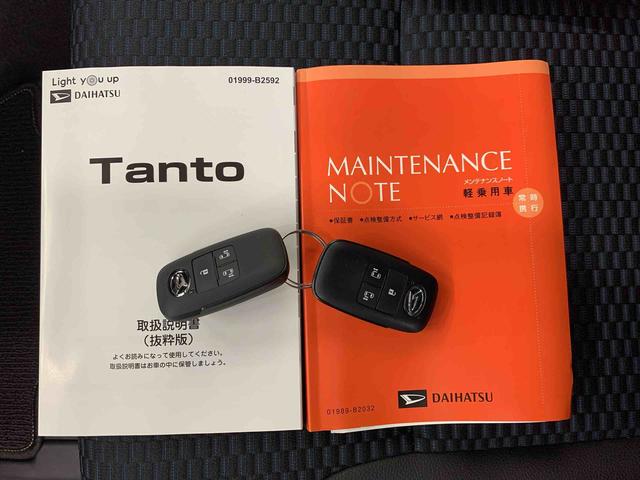 Light you up
DAIHATSU
01999-B2592
Tanto
取扱説明書
(抜粋版)
よくお読みになって使用してください。
取扱説明書はお車の中に保管しましょう。
MAINTENANCE
NOTE
メンテナンスノート
軽乗用車
常時
携行
●保証書 ●点検整備方式 ●サービス網 ●点検整備記録簿
DAIHATSU
01989-B2032